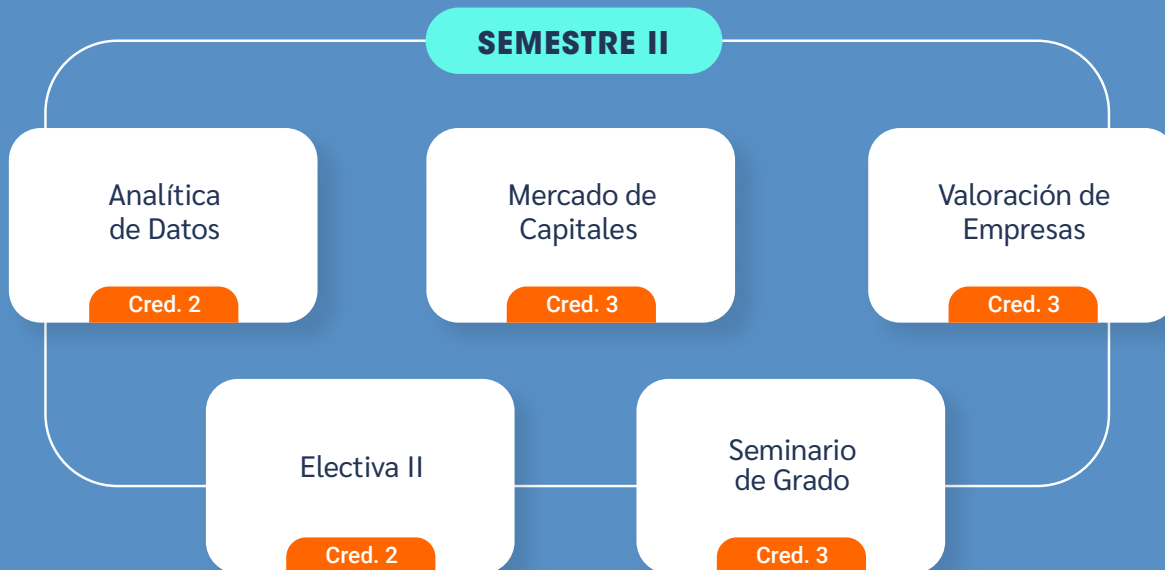 SEMESTRE II
Analítica
de Datos
Cred. 2
Mercado de
Capitales
Cred. 3
Valoración de
Empresas
Cred. 3
Electiva II
Cred. 2
Seminario
de Grado
Cred. 3